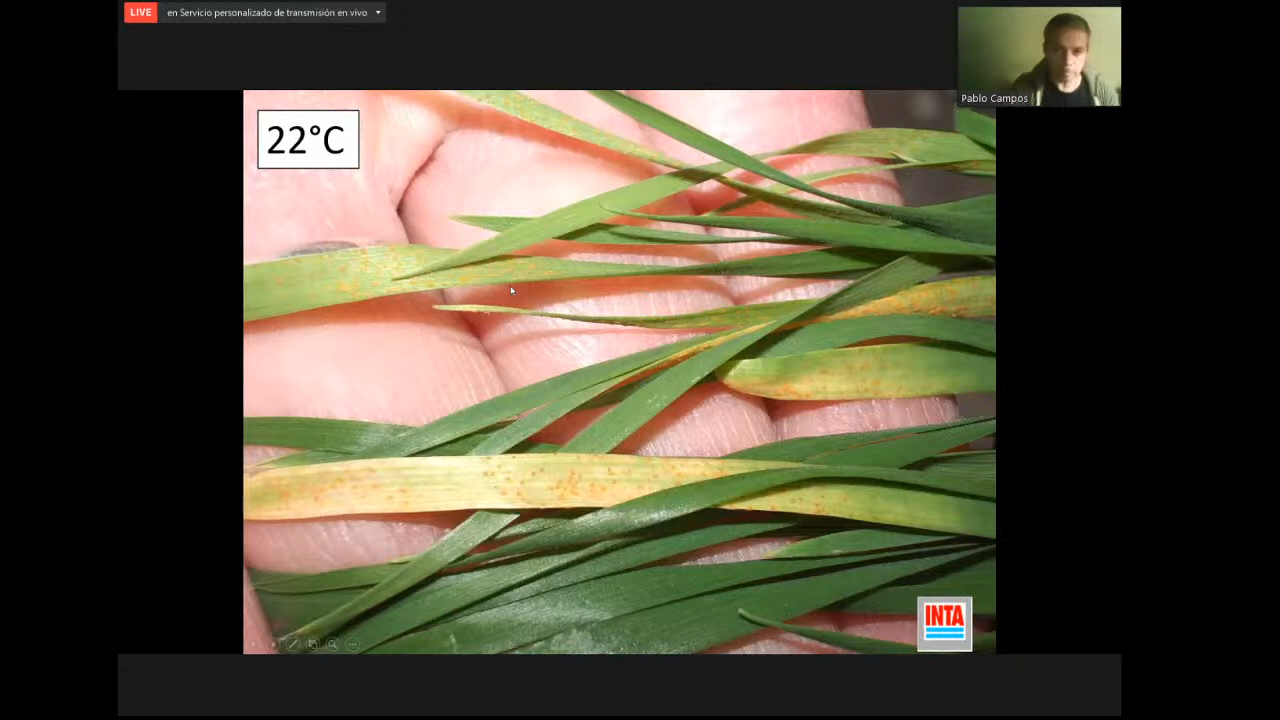 LIVE en Servicio personalizado de transmisión en vivo
Pablo Campos
22°C
INTA